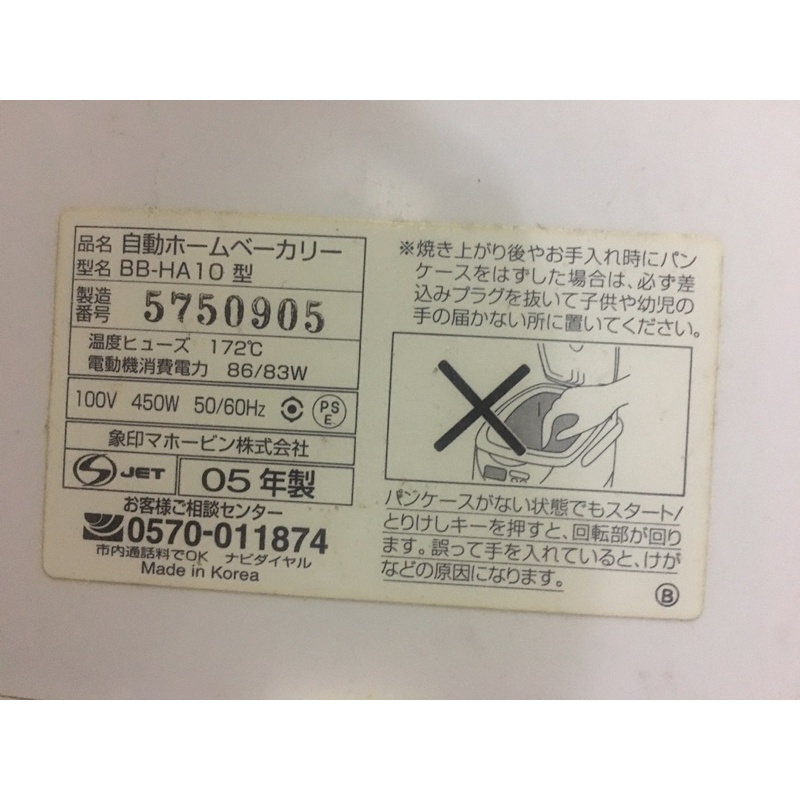 品名 自動ホームベーカリー
型名 BB-HA10 型
製造番号 5750905
温度ヒューズ 172℃
電動機消費電力 86/83W
100V 450W 50/60Hz PSE
象印マホービン株式会社
S JET 05年製
お客様ご相談センター
0570-011874
市内通話料でOK ナビダイヤル
Made in Korea
※焼き上がり後やお手入れ時にパン
ケースをはずした場合は、必ず差
込みプラグを抜いて子供や幼児の
手の届かない所に置いてください。
パンケースがない状態でもスタート/
とりけしキーを押すと、回転部が回り
ます。誤って手を入れていると、けが
などの原因になります。
B